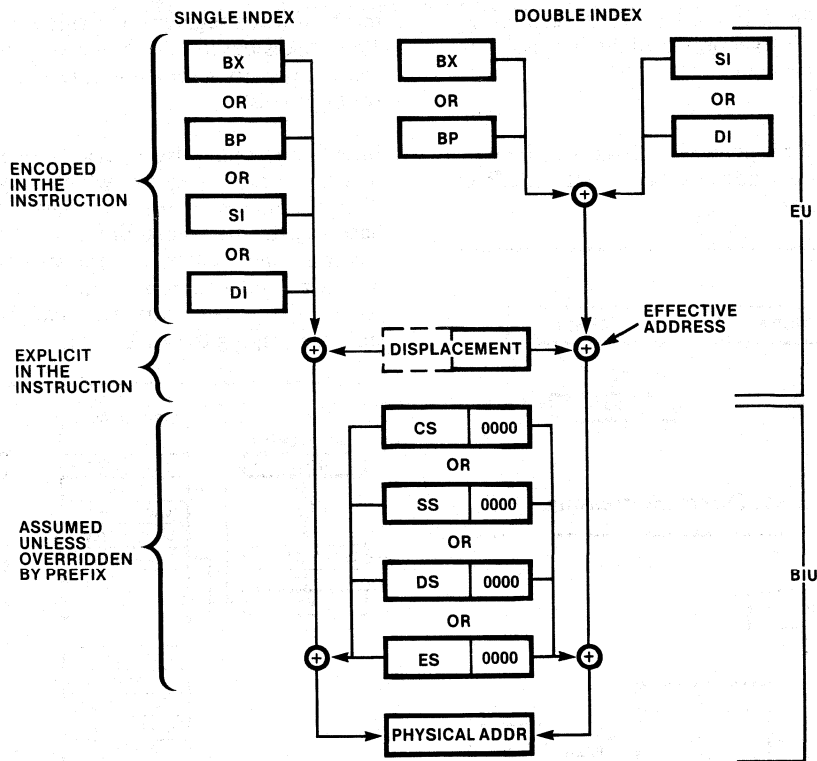 SINGLE INDEX
DOUBLE INDEX
BX
OR
BP
OR
SI
OR
DI
BX
OR
BP
SI
OR
DI
ENCODED
IN THE
INSTRUCTION
EU
EFFECTIVE
ADDRESS
EXPLICIT
IN THE
INSTRUCTION
DISPLACEMENT
CS 0000
OR
SS 0000
OR
DS 0000
OR
ES 0000
ASSUMED
UNLESS
OVERRIDDEN
BY PREFIX
BIU
PHYSICAL ADDR